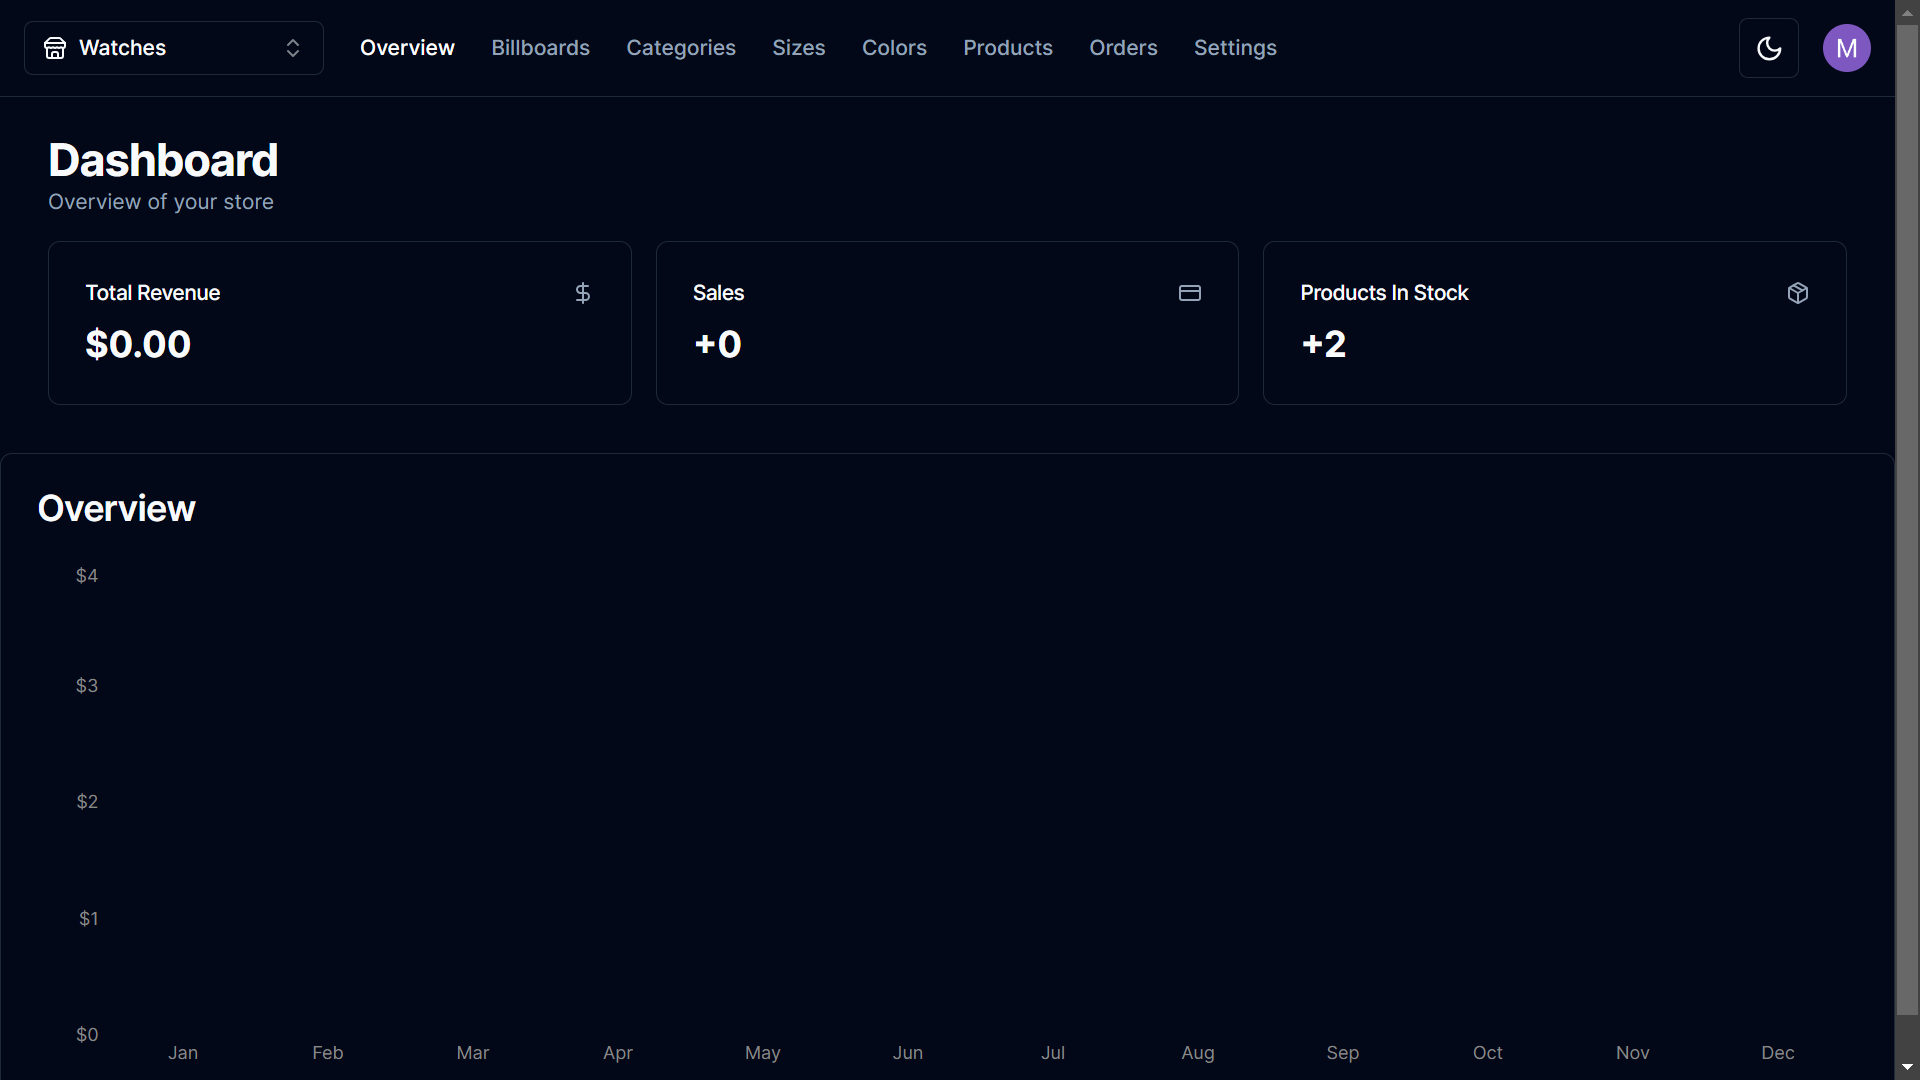 Watches
Overview Billboards Categories Sizes Colors Products Orders Settings
M
Dashboard
Overview of your store
Total Revenue
$0.00
Sales
+0
Products In Stock
+2
Overview
$4
$3
$2
$1
$0
Jan Feb Mar Apr May Jun Jul Aug Sep Oct Nov Dec